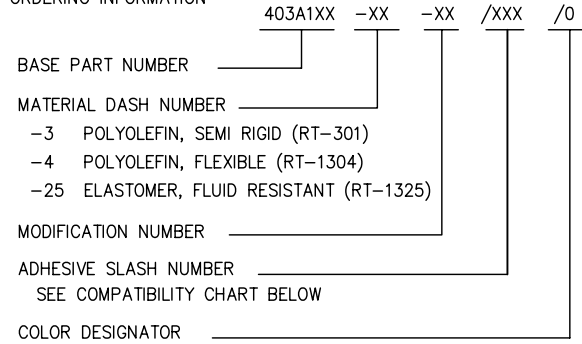 ORDERING INFORMATION
403A1XX -XX -XX /XXX /0
BASE PART NUMBER
MATERIAL DASH NUMBER
-3 POLYOLEFIN, SEMI RIGID (RT-301)
-4 POLYOLEFIN, FLEXIBLE (RT-1304)
-25 ELASTOMER, FLUID RESISTANT (RT-1325)
MODIFICATION NUMBER
ADHESIVE SLASH NUMBER
SEE COMPATIBILITY CHART BELOW
COLOR DESIGNATOR